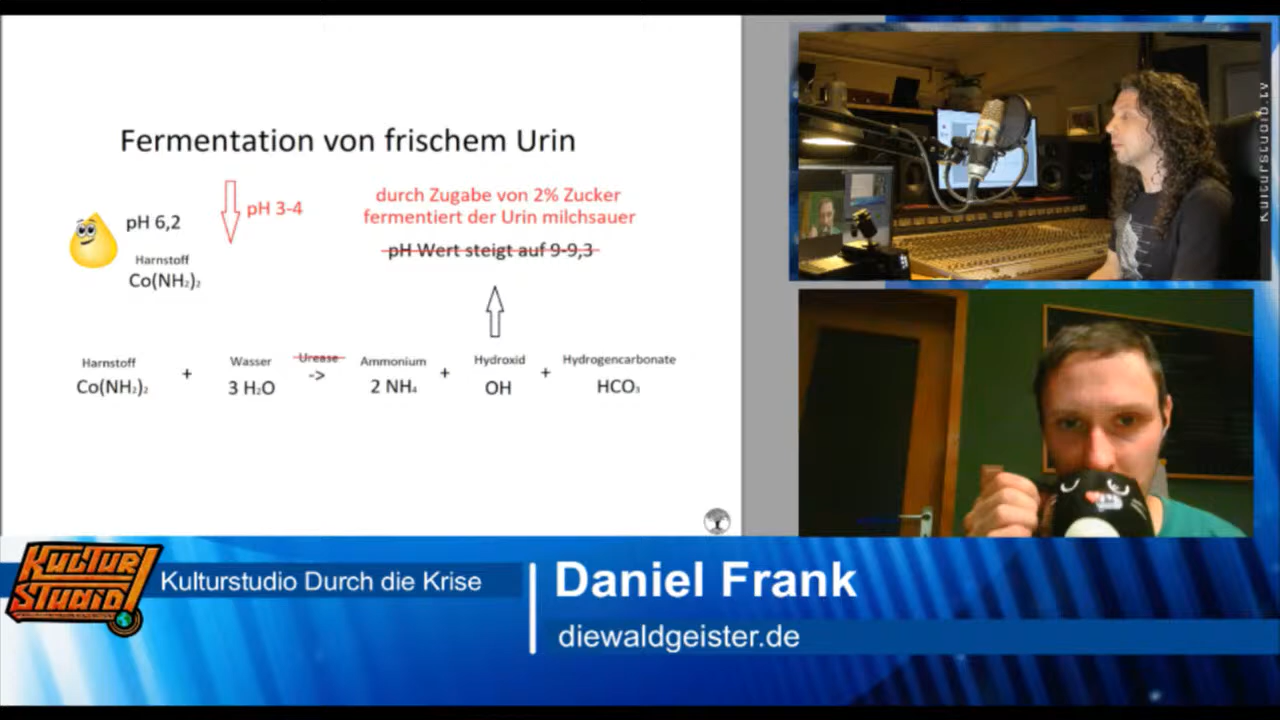 Fermentation von frischem Urin
pH 3-4
durch Zugabe von 2% Zucker
fermentiert der Urin milchsauer
pH 6,2
pH Wert steigt auf 9-9,3
Harnstoff
Co(NH₂)₂
Harnstoff
Wasser
Urease
Ammonium
Hydroxid
Hydrogencarbonate
Co(NH₂)₂ + 3 H₂O -> 2 NH₄ + OH + HCO₃
Kulturstudio.tv
KULTUR
STUDIO!
Kulturstudio Durch die Krise
Daniel Frank
diewaldgeister.de